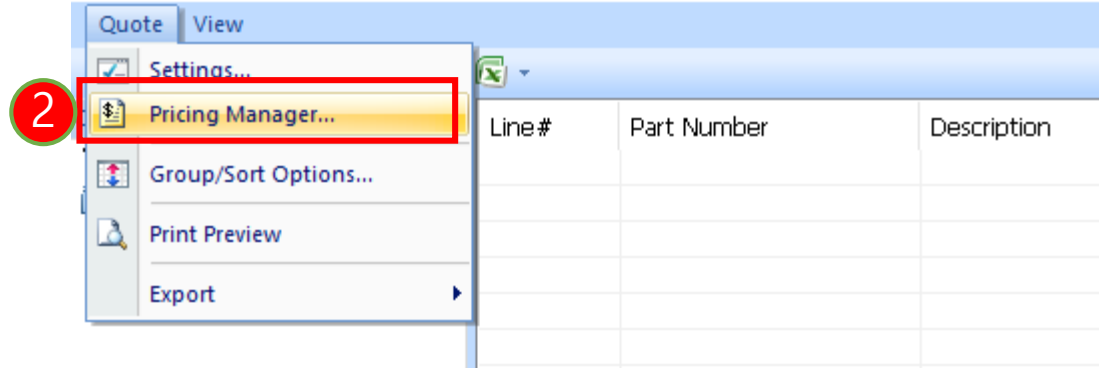 Quote View
Settings...
2
Pricing Manager...
Line# Part Number Description
Group/Sort Options...
Print Preview
Export